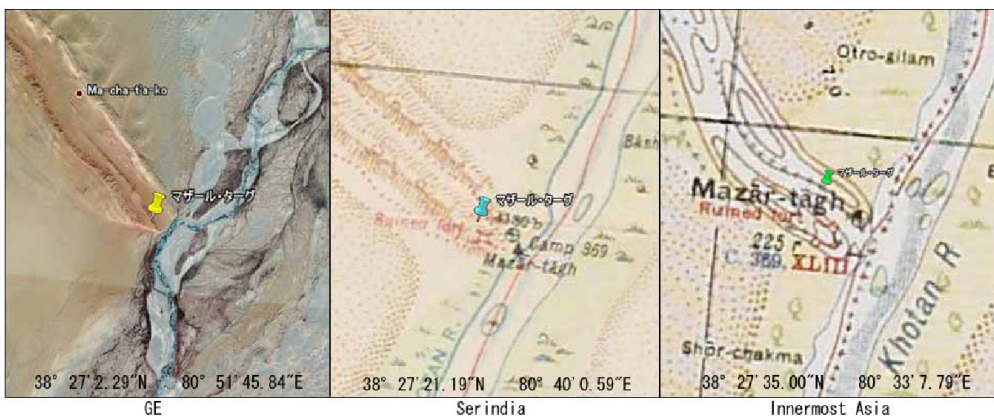 Ma-cha-tia-ko
マザール・ターグ
38° 27′ 2.29″N 80° 51′ 45.84″E
GE
マザール・ターグ
Ruined fort
Camp 369
Mazār-tāgh
38° 27′ 21.19″N 80° 40′ 0.59″E
Serindia
Otro-gilam
マザール・ターグ
Mazār-tāgh
Ruined fort
225 r
C. 369. XLIII
Khotan R
Shōr-chakma
38° 27′ 35.00″N 80° 33′ 7.79″E
Innermost Asia